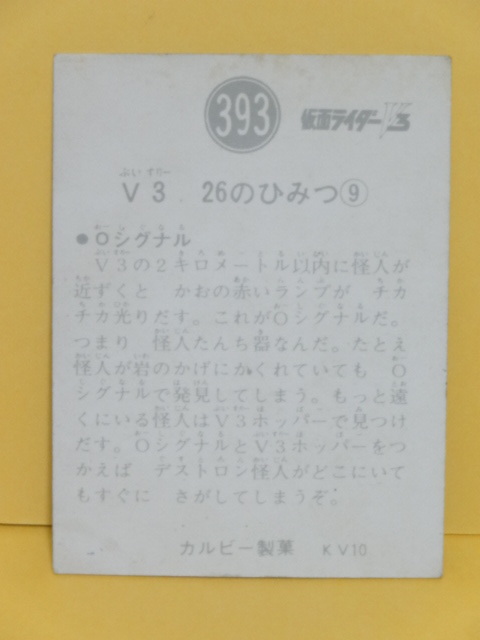 393 仮面ライダーV3
ぶいすりー
V3 26のひみつ⑨
●Oシグナル
V3の2キロメートル以内に怪人が
近ずくと かおの赤いランプが チカ
チカ光りだす。これがOシグナルだ。
つまり 怪人たんち器なんだ。たとえ
怪人が岩のかげにかくれていても O
シグナルで発見してしまう。もっと遠
くにいる怪人はV3ホッパーで見つけ
だす。OシグナルとV3ホッパーをつ
かえば デストロン怪人がどこにいて
もすぐに さがしてしまうぞ。
カルビー製菓 KV10